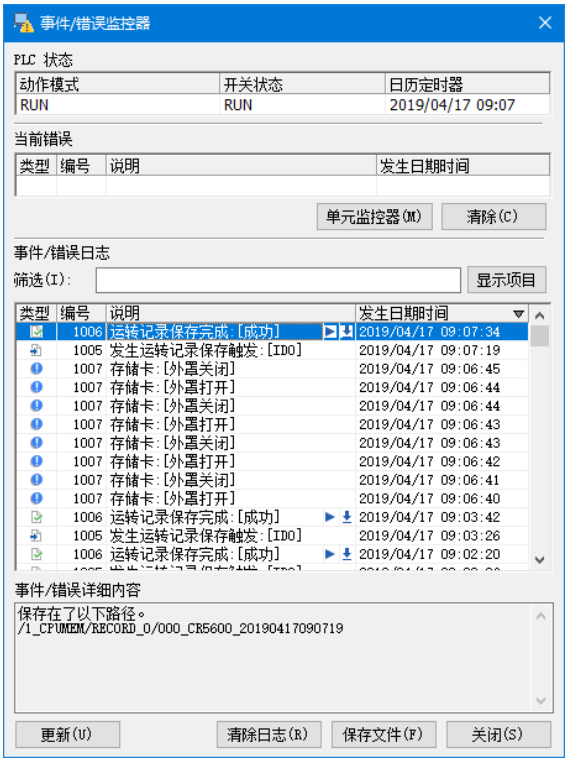 事件/错误监控器
PLC 状态
动作模式 开关状态 日历定时器
RUN RUN 2019/04/17 09:07
当前错误
类型 编号 说明 发生日期时间
单元监控器(M) 清除(C)
事件/错误日志
筛选(I): 显示项目
类型 编号 说明 发生日期时间
1006 运转记录保存完成:[成功] 2019/04/17 09:07:34
1005 发生运转记录保存触发:[ID0] 2019/04/17 09:07:19
1007 存储卡:[外罩关闭] 2019/04/17 09:06:45
1007 存储卡:[外罩打开] 2019/04/17 09:06:44
1007 存储卡:[外罩关闭] 2019/04/17 09:06:44
1007 存储卡:[外罩打开] 2019/04/17 09:06:43
1007 存储卡:[外罩关闭] 2019/04/17 09:06:43
1007 存储卡:[外罩打开] 2019/04/17 09:06:42
1007 存储卡:[外罩关闭] 2019/04/17 09:06:41
1007 存储卡:[外罩打开] 2019/04/17 09:06:40
1006 运转记录保存完成:[成功] 2019/04/17 09:03:42
1005 发生运转记录保存触发:[ID0] 2019/04/17 09:03:26
1006 运转记录保存完成:[成功] 2019/04/17 09:02:20
事件/错误详细内容
保存在了以下路径。
/1_CPUMEM/RECORD_0/000_CR5600_20190417090719
更新(U) 清除日志(R) 保存文件(F) 关闭(S)